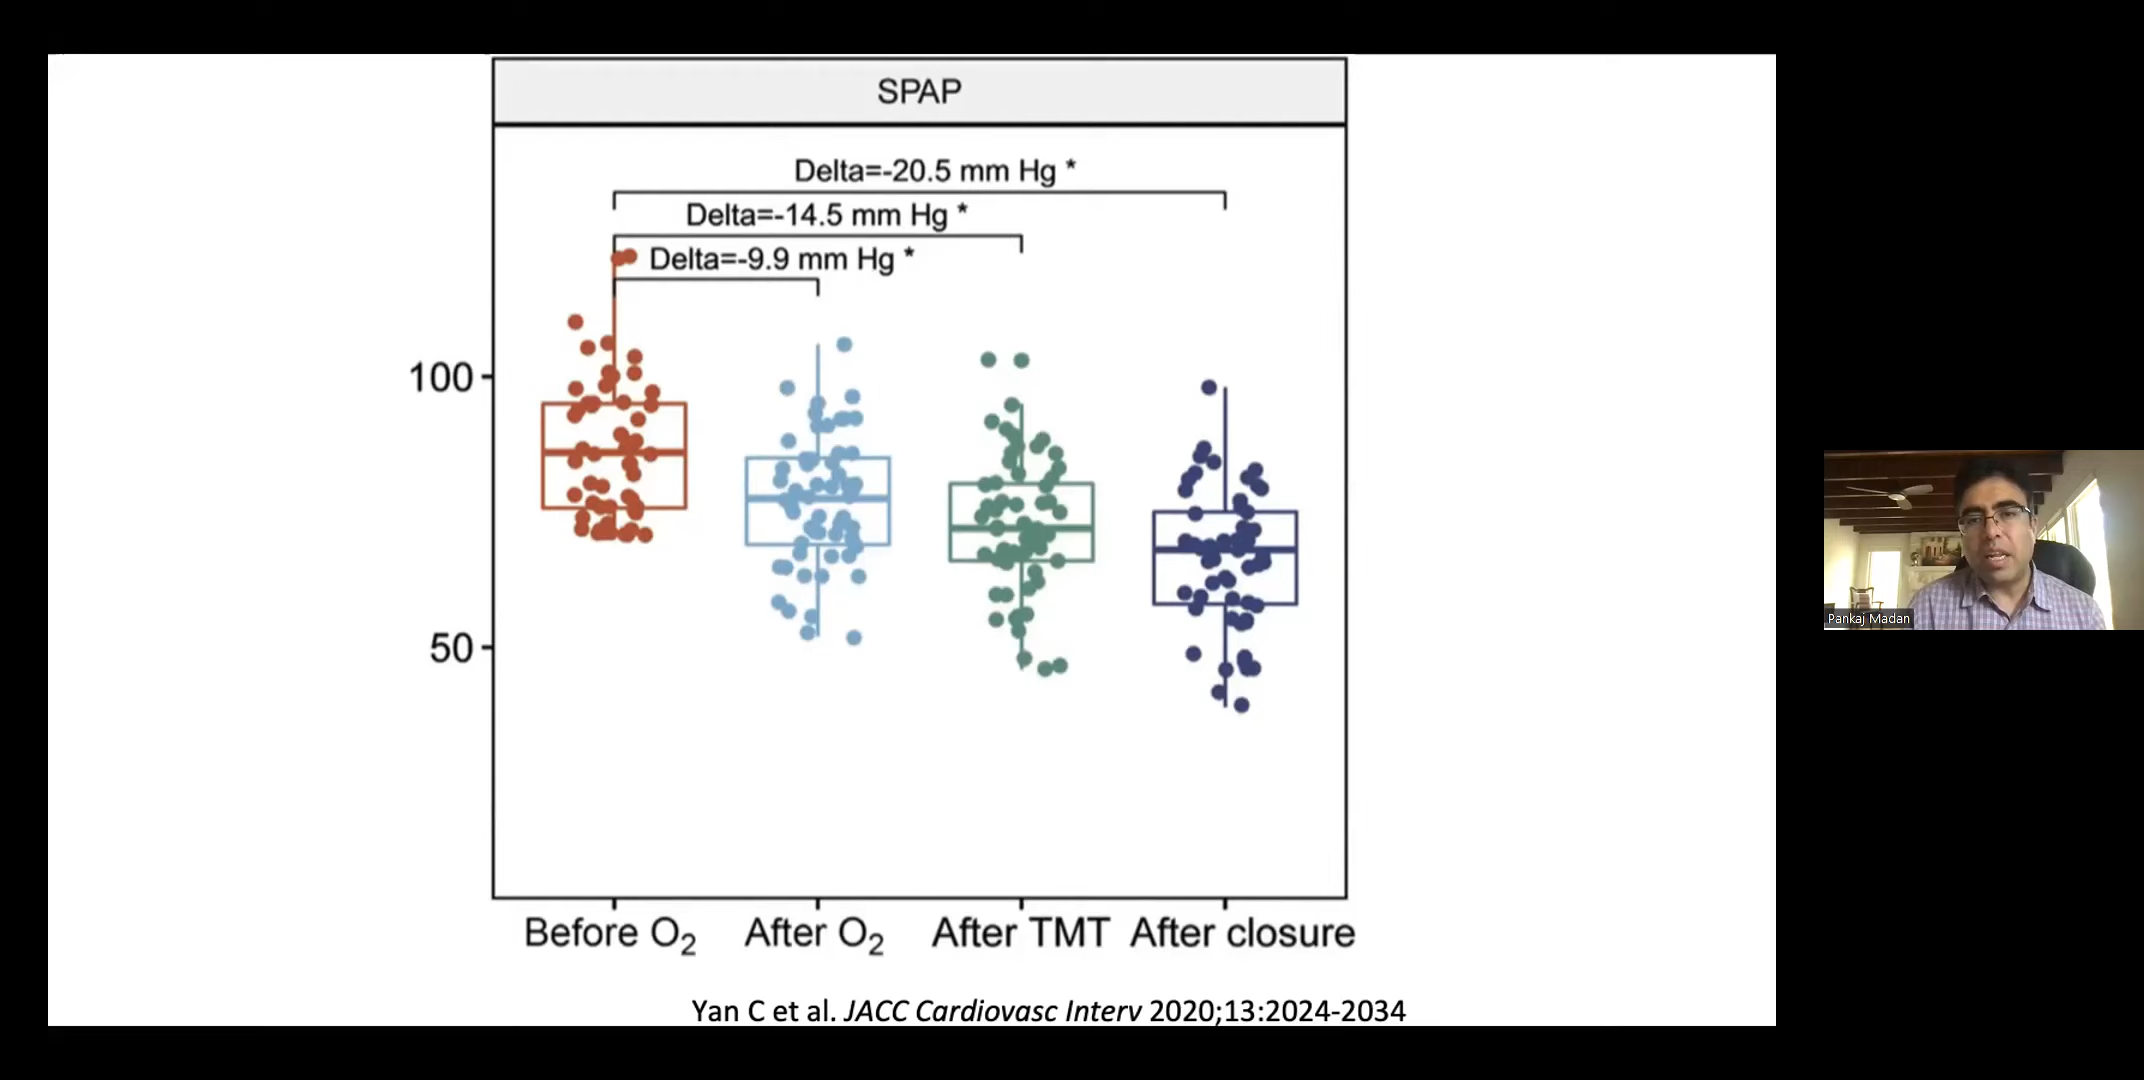 SPAP
Delta=-20.5 mm Hg *
Delta=-14.5 mm Hg *
Delta=-9.9 mm Hg *
100
50
Before O₂ After O₂ After TMT After closure
Yan C et al. JACC Cardiovasc Interv 2020;13:2024-2034
Pankaj Madan